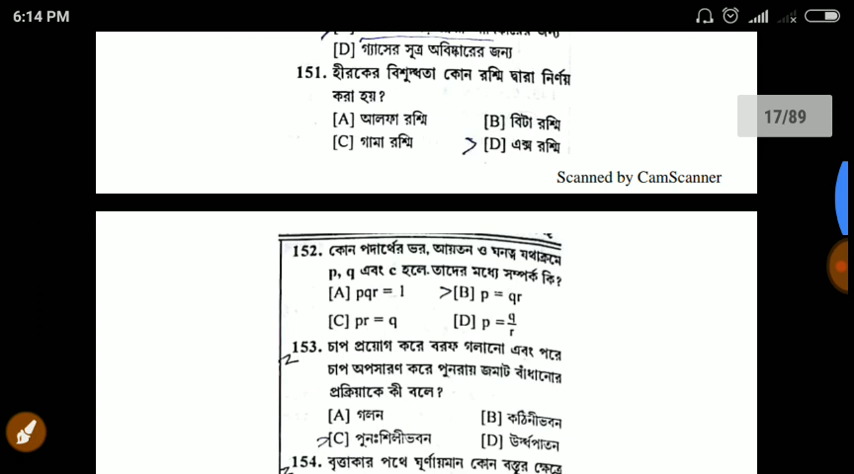 6:14 PM
[D] গ্যাসের সূত্র অবিষ্কারের জন্য
151. হীরকের বিশুদ্ধতা কোন রশ্মি দ্বারা নির্ণয়
করা হয়?
[A] আলফা রশ্মি [B] বিটা রশ্মি
[C] গামা রশ্মি [D] এক্স রশ্মি
17/89
Scanned by CamScanner
152. কোন পদার্থের ভর, আয়তন ও ঘনত্ব যথাক্রমে
p, q এবং c হলে তাদের মধ্যে সম্পর্ক কি?
[A] pqr = 1 [B] p = qr
[C] pr = q [D] p = q/r
153. চাপ প্রয়োগ করে বরফ গলানো এবং পরে
চাপ অপসারণ করে পুনরায় জমাট বাঁধানোর
প্রক্রিয়াকে কী বলে?
[A] গলন [B] কঠিনীভবন
[C] পুনঃশিলীভবন [D] উর্ধ্বপাতন
154. বৃত্তাকার পথে ঘূর্ণায়মান কোন বস্তুর ক্ষেত্রে